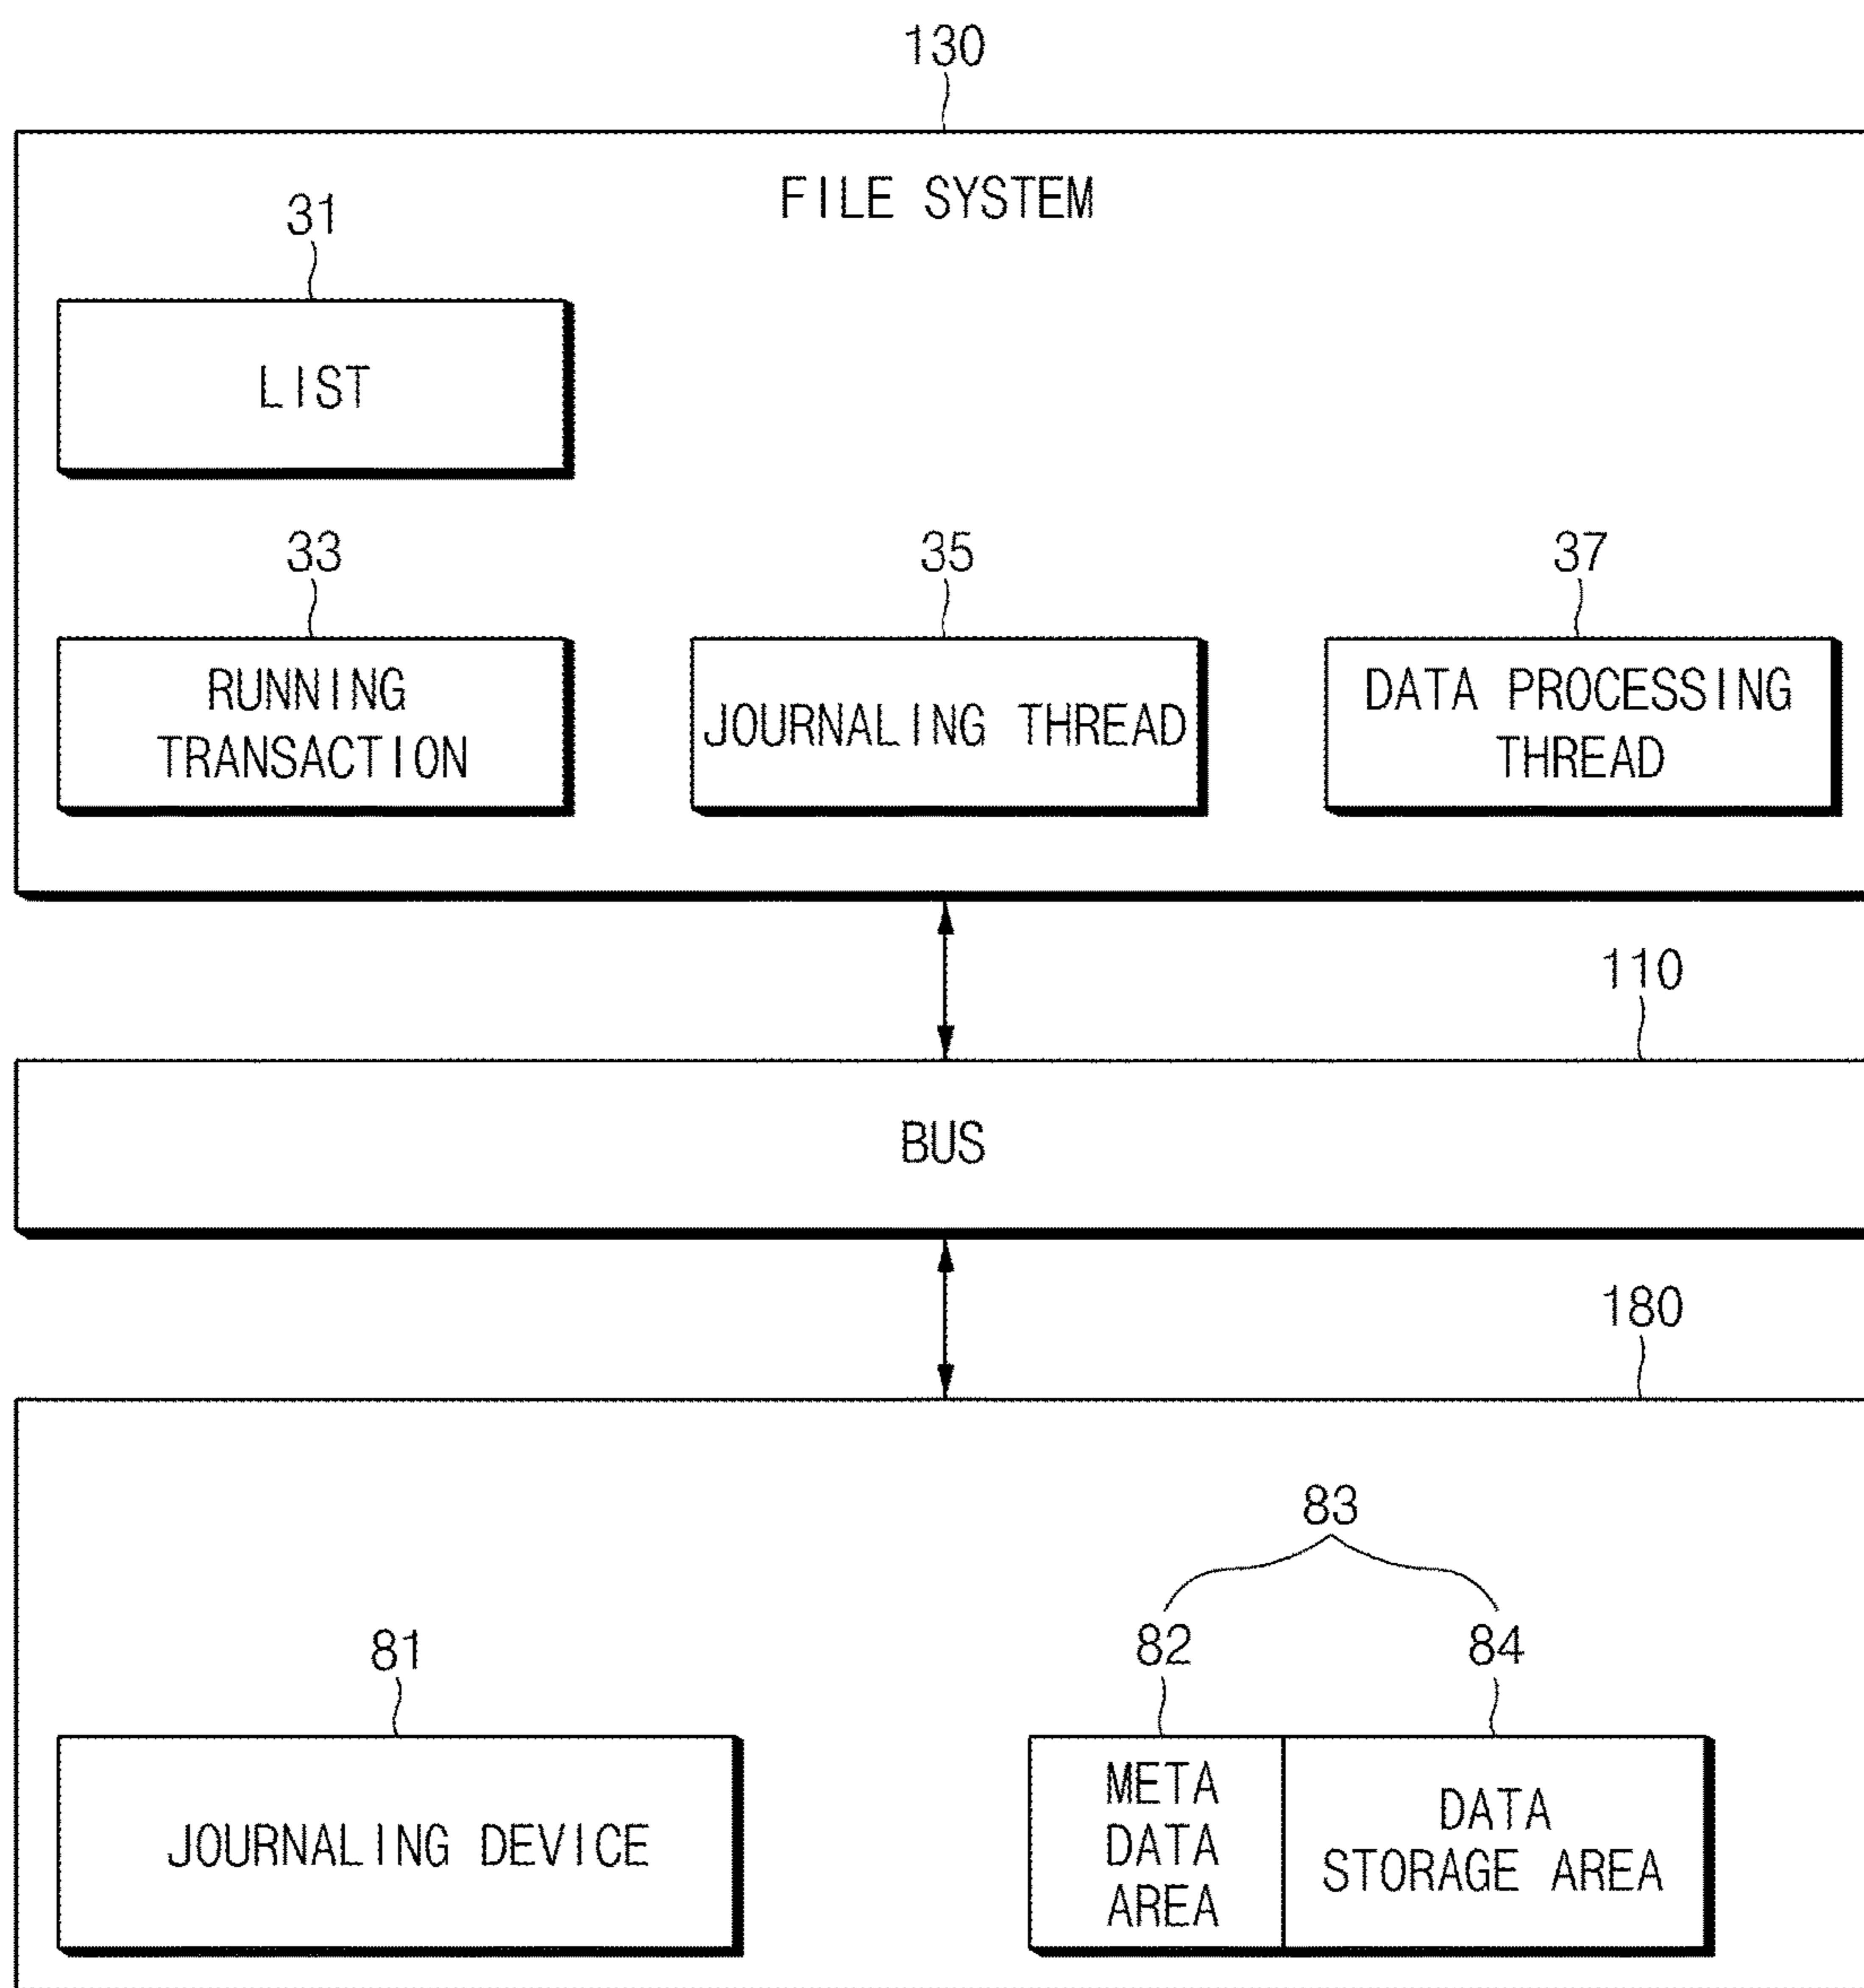 130
FILE SYSTEM
31
LIST
33
35
37
RUNNING
TRANSACTION
JOURNALING THREAD
DATA PROCESSING
THREAD
110
BUS
180
83
82
84
81
JOURNALING DEVICE
META
DATA
AREA
DATA
STORAGE AREA